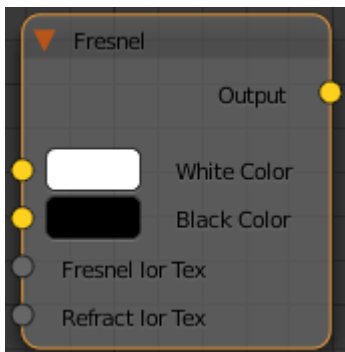 Fresnel
Output
White Color
Black Color
Fresnel Ior Tex
Refract Ior Tex